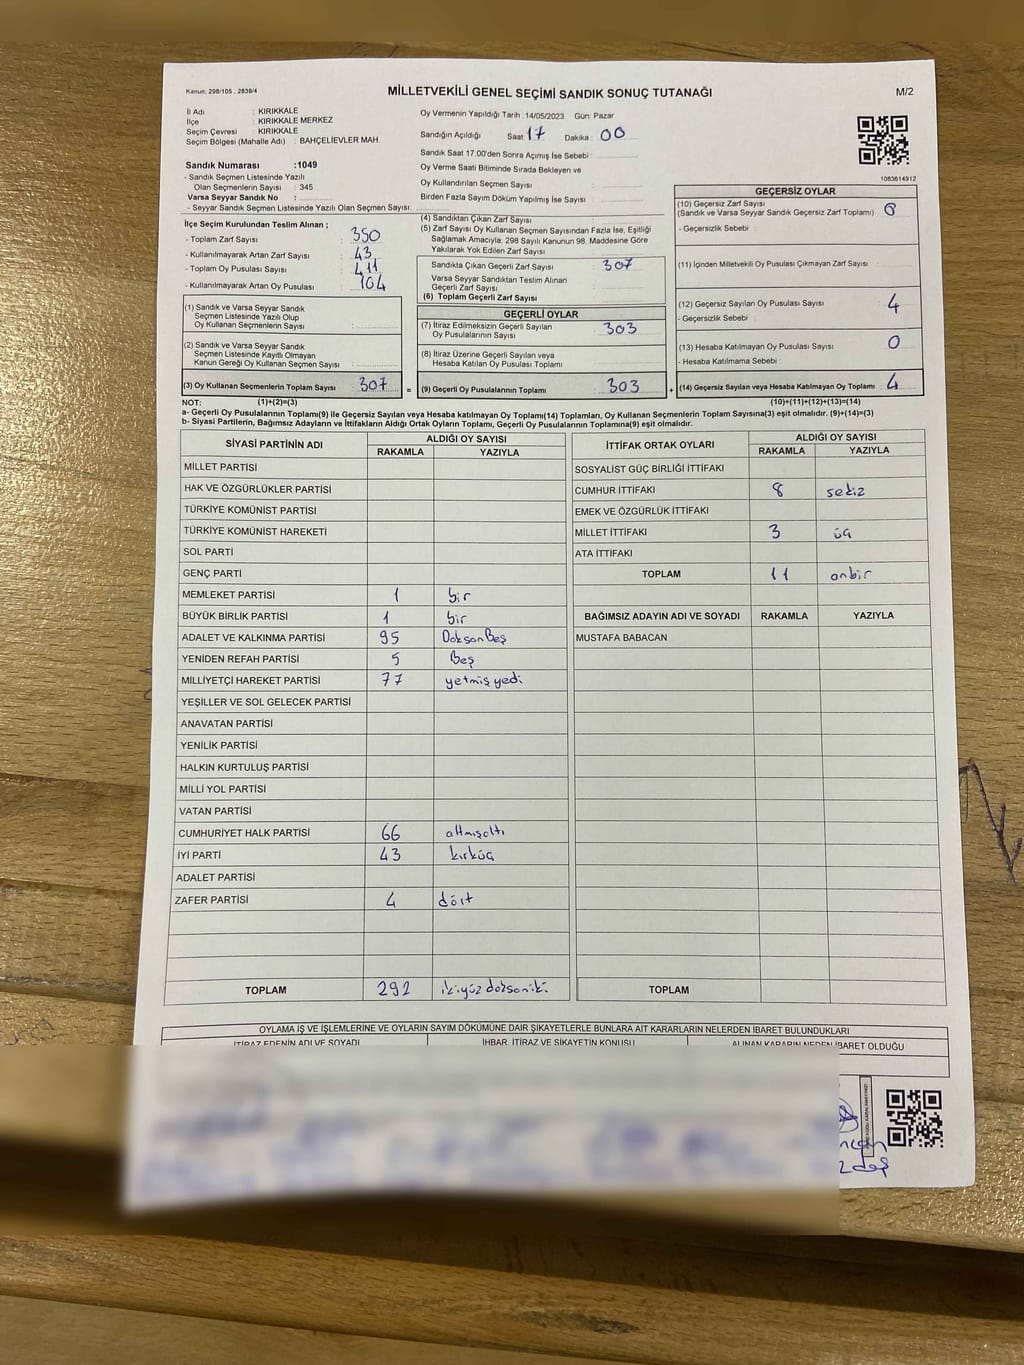 Kanun; 298/105 , 2839/4
MİLLETVEKİLİ GENEL SEÇİMİ SANDIK SONUÇ TUTANAĞI
M/2
İl Adı : KIRIKKALE
İlçe : KIRIKKALE MERKEZ
Seçim Çevresi : KIRIKKALE
Seçim Bölgesi (Mahalle Adı) : BAHÇELİEVLER MAH.
Oy Vermenin Yapıldığı Tarih :14/05/2023 Gün: Pazar
Sandığın Açıldığı Saat 17 Dakika : 00
Sandık Saat 17.00'den Sonra Açımış İse Sebebi :
Oy Verme Saati Bitiminde Sırada Bekleyen ve
Oy Kullandırılan Seçmen Sayısı :
Birden Fazla Sayım Döküm Yapılmış İse Sayısı :
Sandık Numarası :1049
- Sandık Seçmen Listesinde Yazılı
Olan Seçmenlerin Sayısı : 345
Varsa Seyyar Sandık No :
- Seyyar Sandık Seçmen Listesinde Yazılı Olan Seçmen Sayısı:
1083614912
İlçe Seçim Kurulundan Teslim Alınan ;
- Toplam Zarf Sayısı : 350
- Kullanılmayarak Artan Zarf Sayısı : 43
- Toplam Oy Pusulası Sayısı : 411
- Kullanılmayarak Artan Oy Pusulası : 104
(4) Sandıktan Çıkan Zarf Sayısı :
(5) Zarf Sayısı Oy Kullanan Seçmen Sayısından Fazla İse, Eşitliği
Sağlamak Amacıyla; 298 Sayılı Kanunun 98. Maddesine Göre
Yakılarak Yok Edilen Zarf Sayısı :
Sandıkta Çıkan Geçerli Zarf Sayısı : 307
Varsa Seyyar Sandıktan Teslim Alınan
Geçerli Zarf Sayısı :
(6) Toplam Geçerli Zarf Sayısı :
GEÇERSİZ OYLAR
(10) Geçersiz Zarf Sayısı
(Sandık ve Varsa Seyyar Sandık Geçersiz Zarf Toplamı) : 0
- Geçersizlik Sebebi :
(11) İçinden Milletvekili Oy Pusulası Çıkmayan Zarf Sayısı :
(12) Geçersiz Sayılan Oy Pusulası Sayısı : 4
- Geçersizlik Sebebi :
(13) Hesaba Katılmayan Oy Pusulası Sayısı : 0
- Hesaba Katılmama Sebebi :
(14) Geçersiz Sayılan veya Hesaba Katılmayan Oy Toplamı : 4
(1) Sandık ve Varsa Seyyar Sandık
Seçmen Listesinde Yazılı Olup
Oy Kullanan Seçmenlerin Sayısı :
(2) Sandık ve Varsa Seyyar Sandık
Seçmen Listesinde Kayıtlı Olmayan
Kanun Gereği Oy Kullanan Seçmen Sayısı :
(3) Oy Kullanan Seçmenlerin Toplam Sayısı : 307 =
GEÇERLİ OYLAR
(7) İtiraz Edilmeksizin Geçerli Sayılan
Oy Pusulalarının Sayısı : 303
(8) İtiraz Üzerine Geçerli Sayılan veya
Hesaba Katılan Oy Pusulası Toplamı :
(9) Geçerli Oy Pusulalarının Toplamı : 303 +
NOT: (1)+(2)=(3) (10)+(11)+(12)+(13)=(14)
a- Geçerli Oy Pusulalarının Toplamı(9) ile Geçersiz Sayılan veya Hesaba katılmayan Oy Toplamı(14) Toplamları, Oy Kullanan Seçmenlerin Toplam Sayısına(3) eşit olmalıdır. (9)+(14)=(3)
b- Siyasi Partilerin, Bağımsız Adayların ve İttifakların Aldığı Ortak Oyların Toplamı, Geçerli Oy Pusulalarının Toplamına(9) eşit olmalıdır.
SİYASİ PARTİNİN ADI ALDIĞI OY SAYISI
RAKAMLA YAZIYLA
MİLLET PARTİSİ
HAK VE ÖZGÜRLÜKLER PARTİSİ
TÜRKİYE KOMÜNİST PARTİSİ
TÜRKİYE KOMÜNİST HAREKETİ
SOL PARTİ
GENÇ PARTİ
MEMLEKET PARTİSİ 1 bir
BÜYÜK BİRLİK PARTİSİ 1 bir
ADALET VE KALKINMA PARTİSİ 95 DoksanBeş
YENİDEN REFAH PARTİSİ 5 Beş
MİLLİYETÇİ HAREKET PARTİSİ 77 yetmişyedi
YEŞİLLER VE SOL GELECEK PARTİSİ
ANAVATAN PARTİSİ
YENİLİK PARTİSİ
HALKIN KURTULUŞ PARTİSİ
MİLLİ YOL PARTİSİ
VATAN PARTİSİ
CUMHURİYET HALK PARTİSİ 66 altmışaltı
İYİ PARTİ 43 kırküç
ADALET PARTİSİ
ZAFER PARTİSİ 4 dört
TOPLAM 292 ikiyüz doksaniki
İTTİFAK ORTAK OYLARI ALDIĞI OY SAYISI
RAKAMLA YAZIYLA
SOSYALİST GÜÇ BİRLİĞİ İTTİFAKI
CUMHUR İTTİFAKI 8 sekiz
EMEK VE ÖZGÜRLÜK İTTİFAKI
MİLLET İTTİFAKI 3 üç
ATA İTTİFAKI
TOPLAM 11 onbir
BAĞIMSIZ ADAYIN ADI VE SOYADI RAKAMLA YAZIYLA
MUSTAFA BABACAN
TOPLAM
OYLAMA İŞ VE İŞLEMLERİNE VE OYLARIN SAYIM DÖKÜMÜNE DAİR ŞİKAYETLERLE BUNLARA AİT KARARLARIN NELERDEN İBARET BULUNDUKLARI
İTİRAZ EDENİN ADI VE SOYADI İHBAR, İTİRAZ VE ŞİKAYETİN KONUSU ALINAN KARARIN NEDEN İBARET OLDUĞU